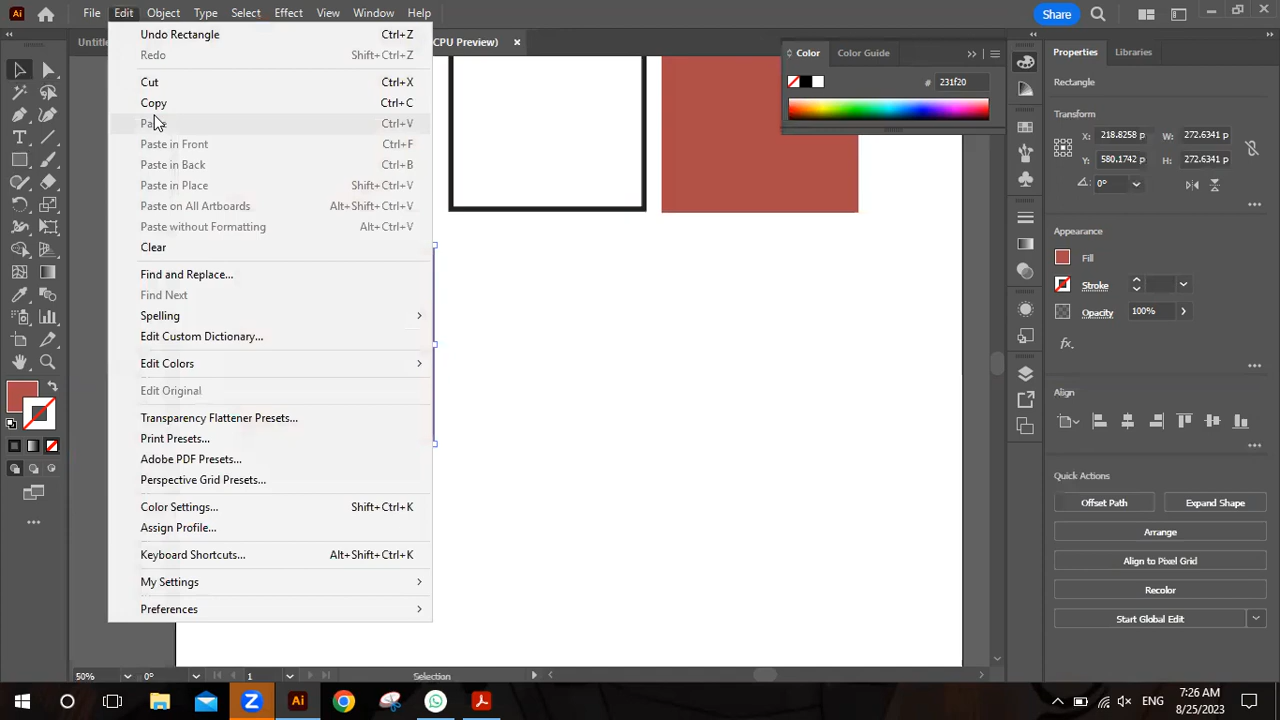 Ai File Edit Object Type Select Effect View Window Help Share
Untitle CPU Preview) ×
Undo Rectangle Ctrl+Z
Redo Shift+Ctrl+Z
Cut Ctrl+X
Copy Ctrl+C
Ctrl+V
Paste in Front Ctrl+F
Paste in Back Ctrl+B
Paste in Place Shift+Ctrl+V
Paste on All Artboards Alt+Shift+Ctrl+V
Paste without Formatting Alt+Ctrl+V
Clear
Find and Replace...
Find Next
Spelling
Edit Custom Dictionary...
Edit Colors
Edit Original
Transparency Flattener Presets...
Print Presets...
Adobe PDF Presets...
Perspective Grid Presets...
Color Settings... Shift+Ctrl+K
Assign Profile...
Keyboard Shortcuts... Alt+Shift+Ctrl+K
My Settings
Preferences
Color Color Guide
# 231f20
Properties Libraries
Rectangle
Transform
X: 218.8258 p W: 272.6341 p
Y: 580.1742 p H: 272.6341 p
0°
Appearance
Fill
Stroke
Opacity 100%
fx.
Align
Quick Actions
Offset Path Expand Shape
Arrange
Align to Pixel Grid
Recolor
Start Global Edit
50% 0° 1 Selection
Z Ai ENG 7:26 AM
8/25/2023